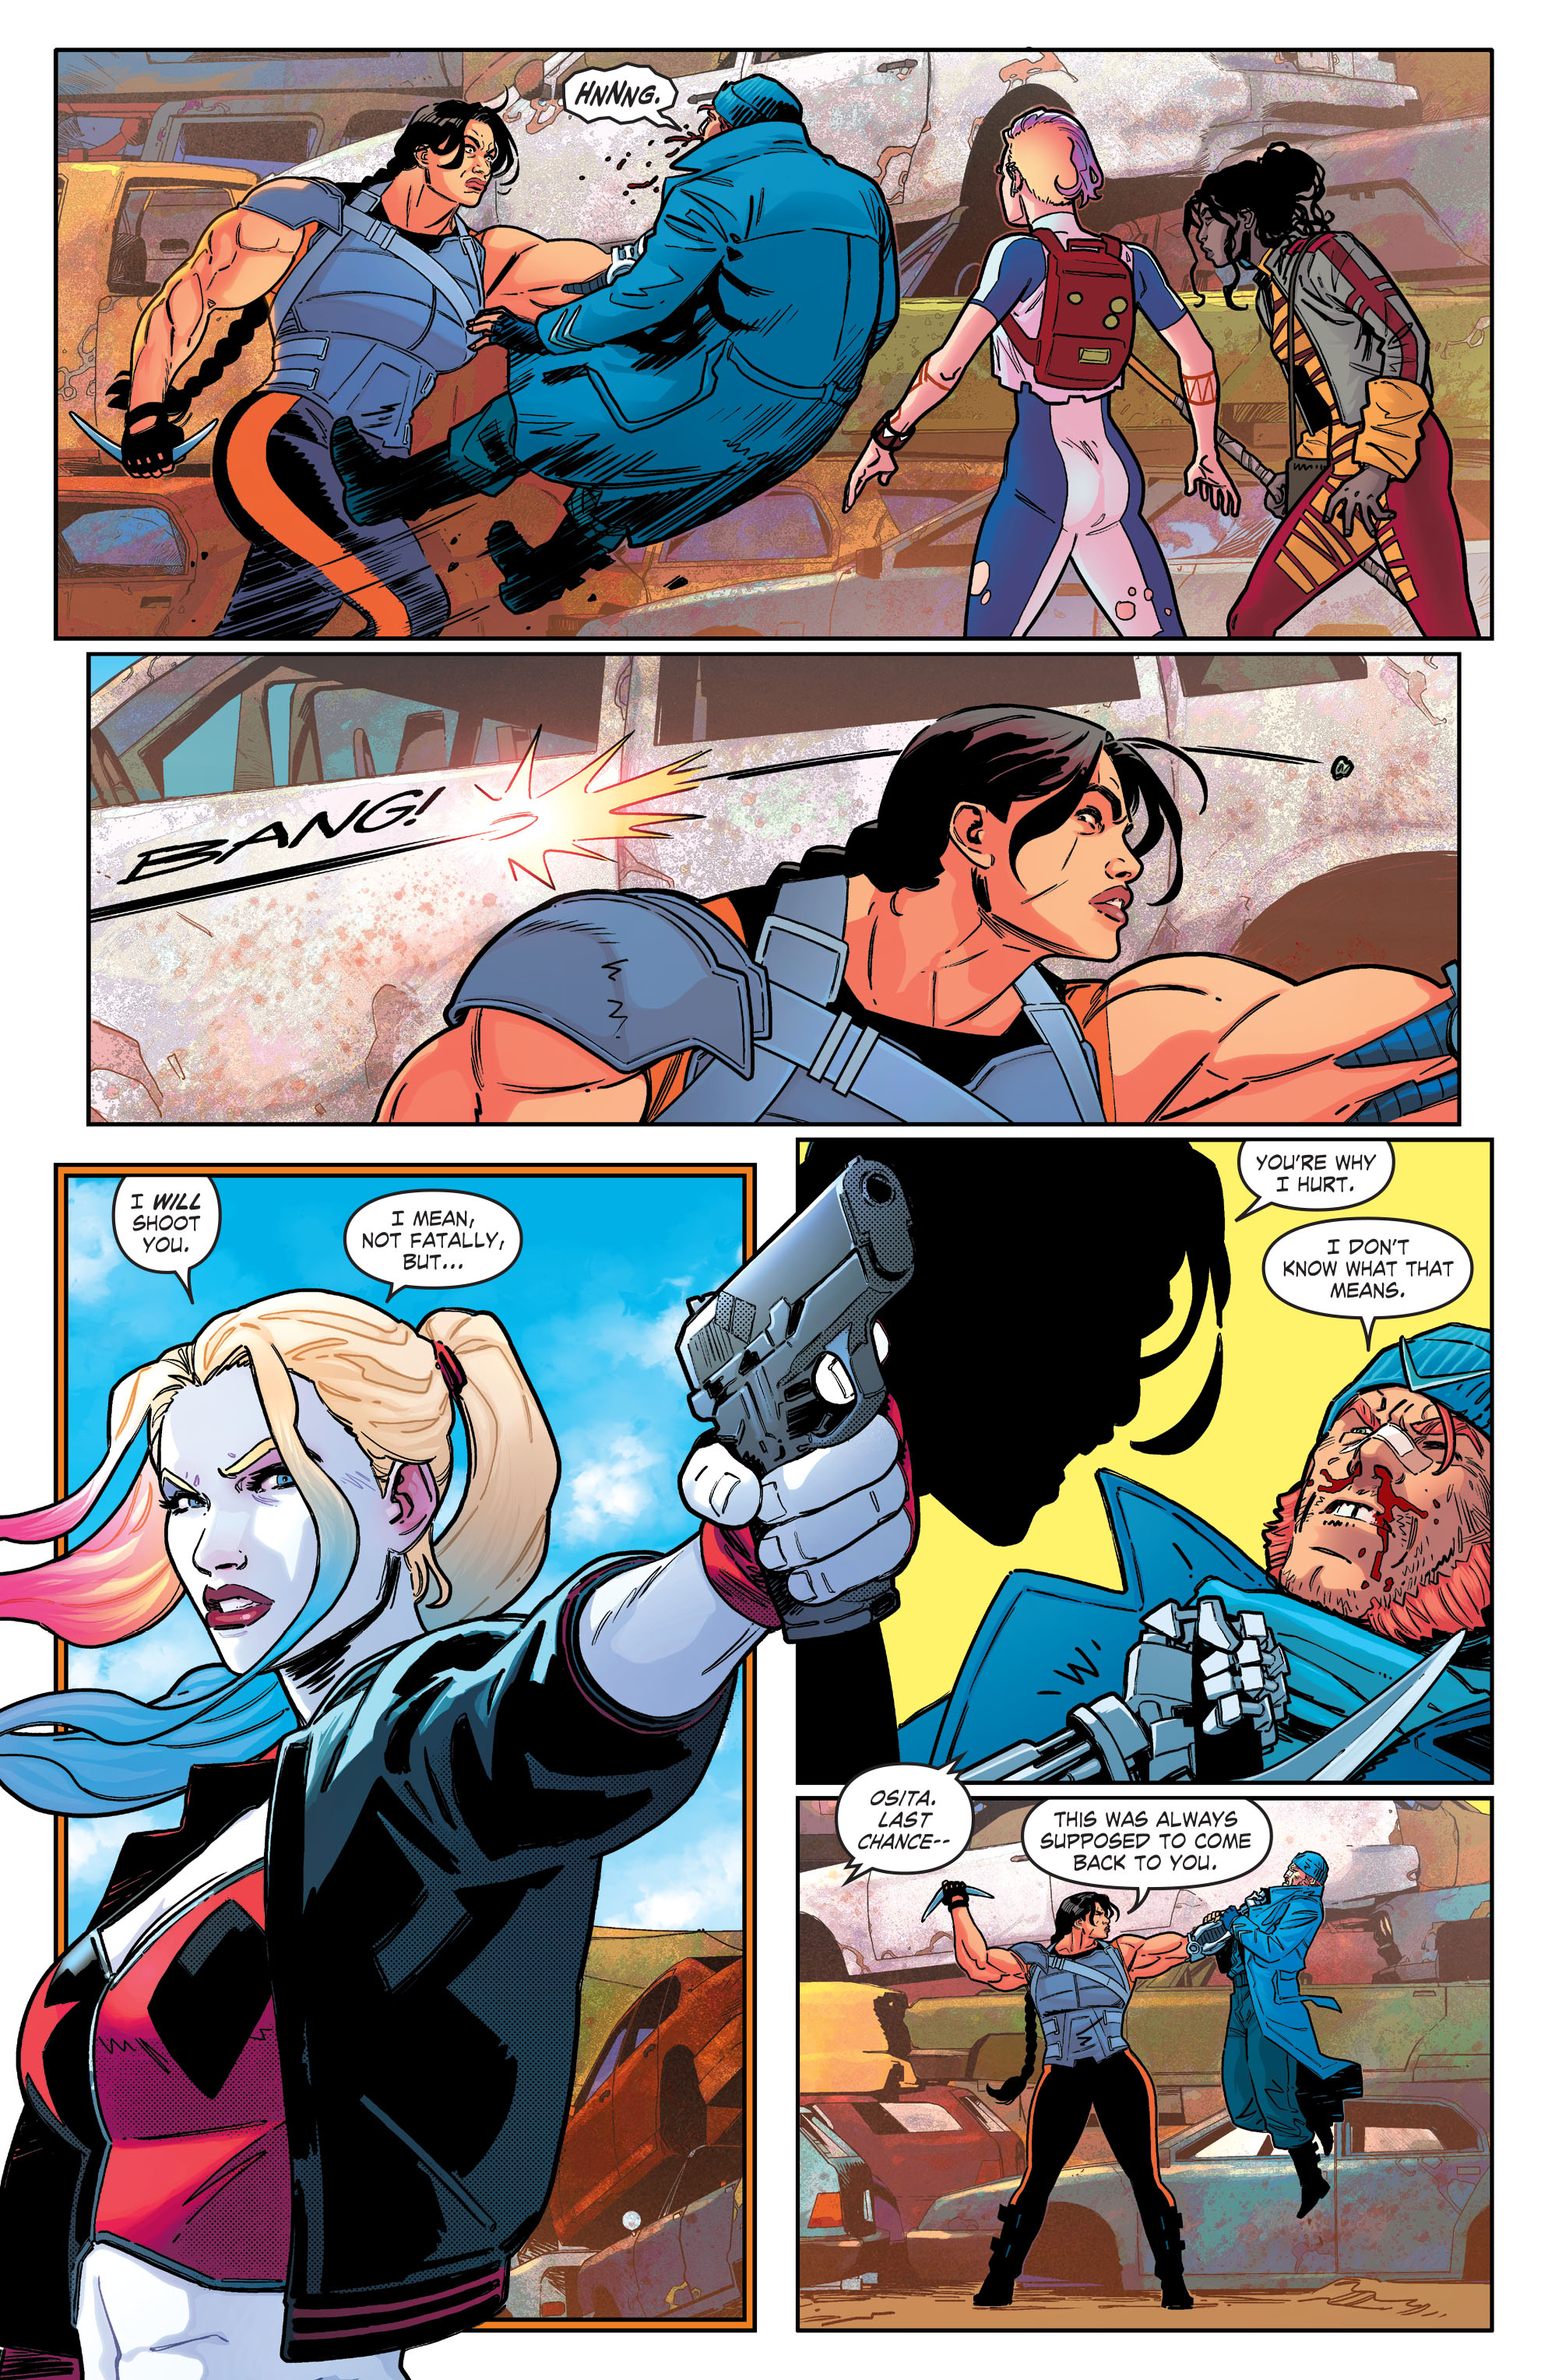 HNNNG.
BANG!
I WILL
SHOOT
YOU.
I MEAN,
NOT FATALLY,
BUT...
YOU'RE WHY
I HURT.
I DON'T
KNOW WHAT THAT
MEANS.
OSITA.
LAST
CHANCE--
THIS WAS ALWAYS
SUPPOSED TO COME
BACK TO YOU.